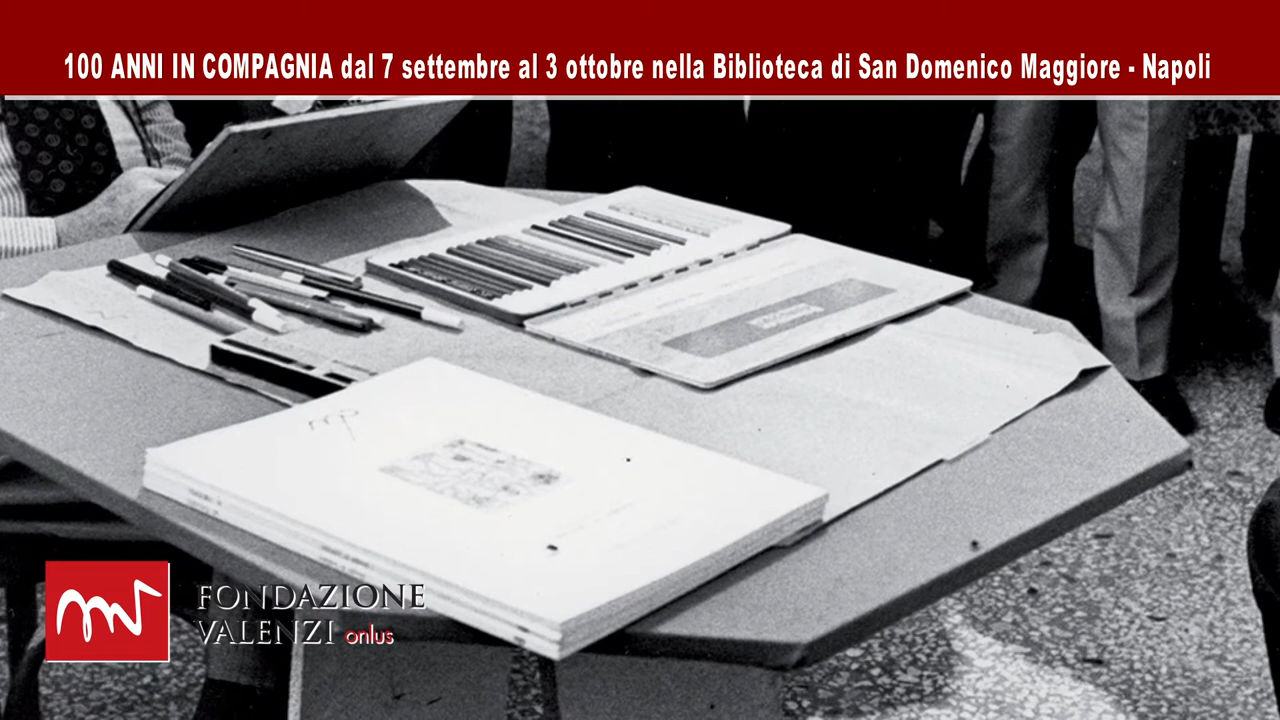 100 ANNI IN COMPAGNIA dal 7 settembre al 3 ottobre nella Biblioteca di San Domenico Maggiore - Napoli
FONDAZIONE
VALENZI onlus